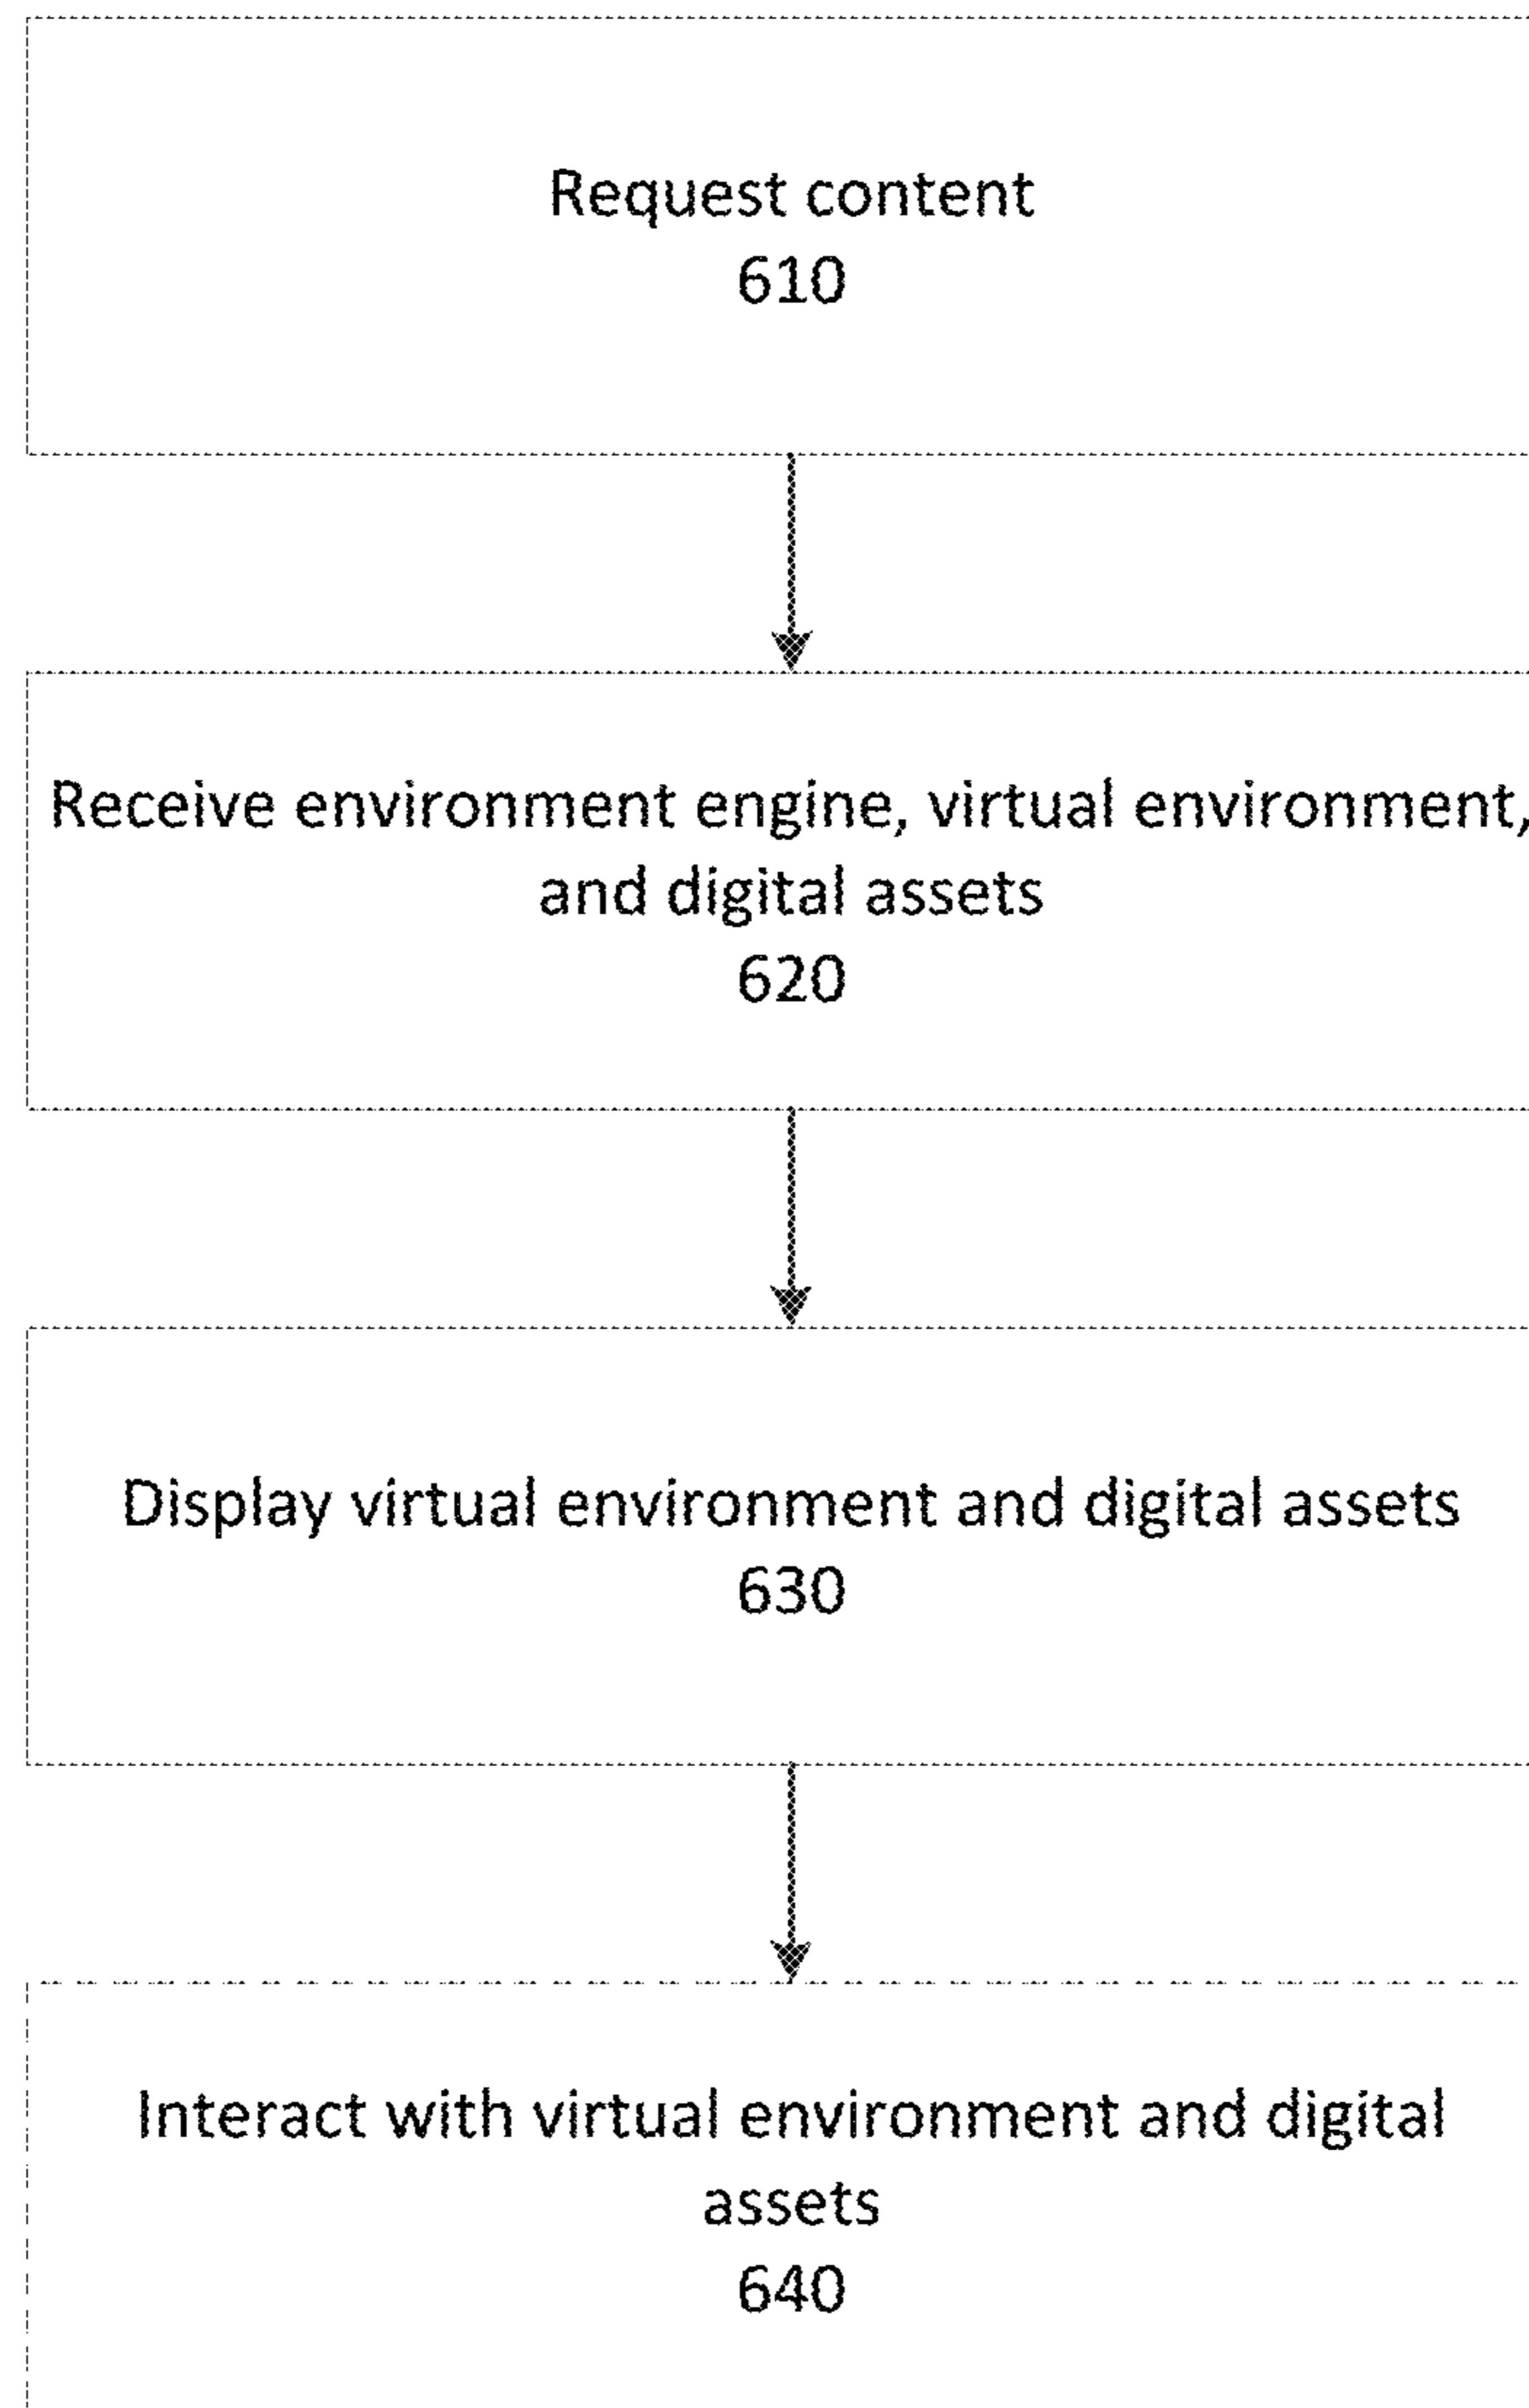 Request content
610
Receive environment engine, virtual environment,
and digital assets
620
Display virtual environment and digital assets
630
Interact with virtual environment and digital
assets
640